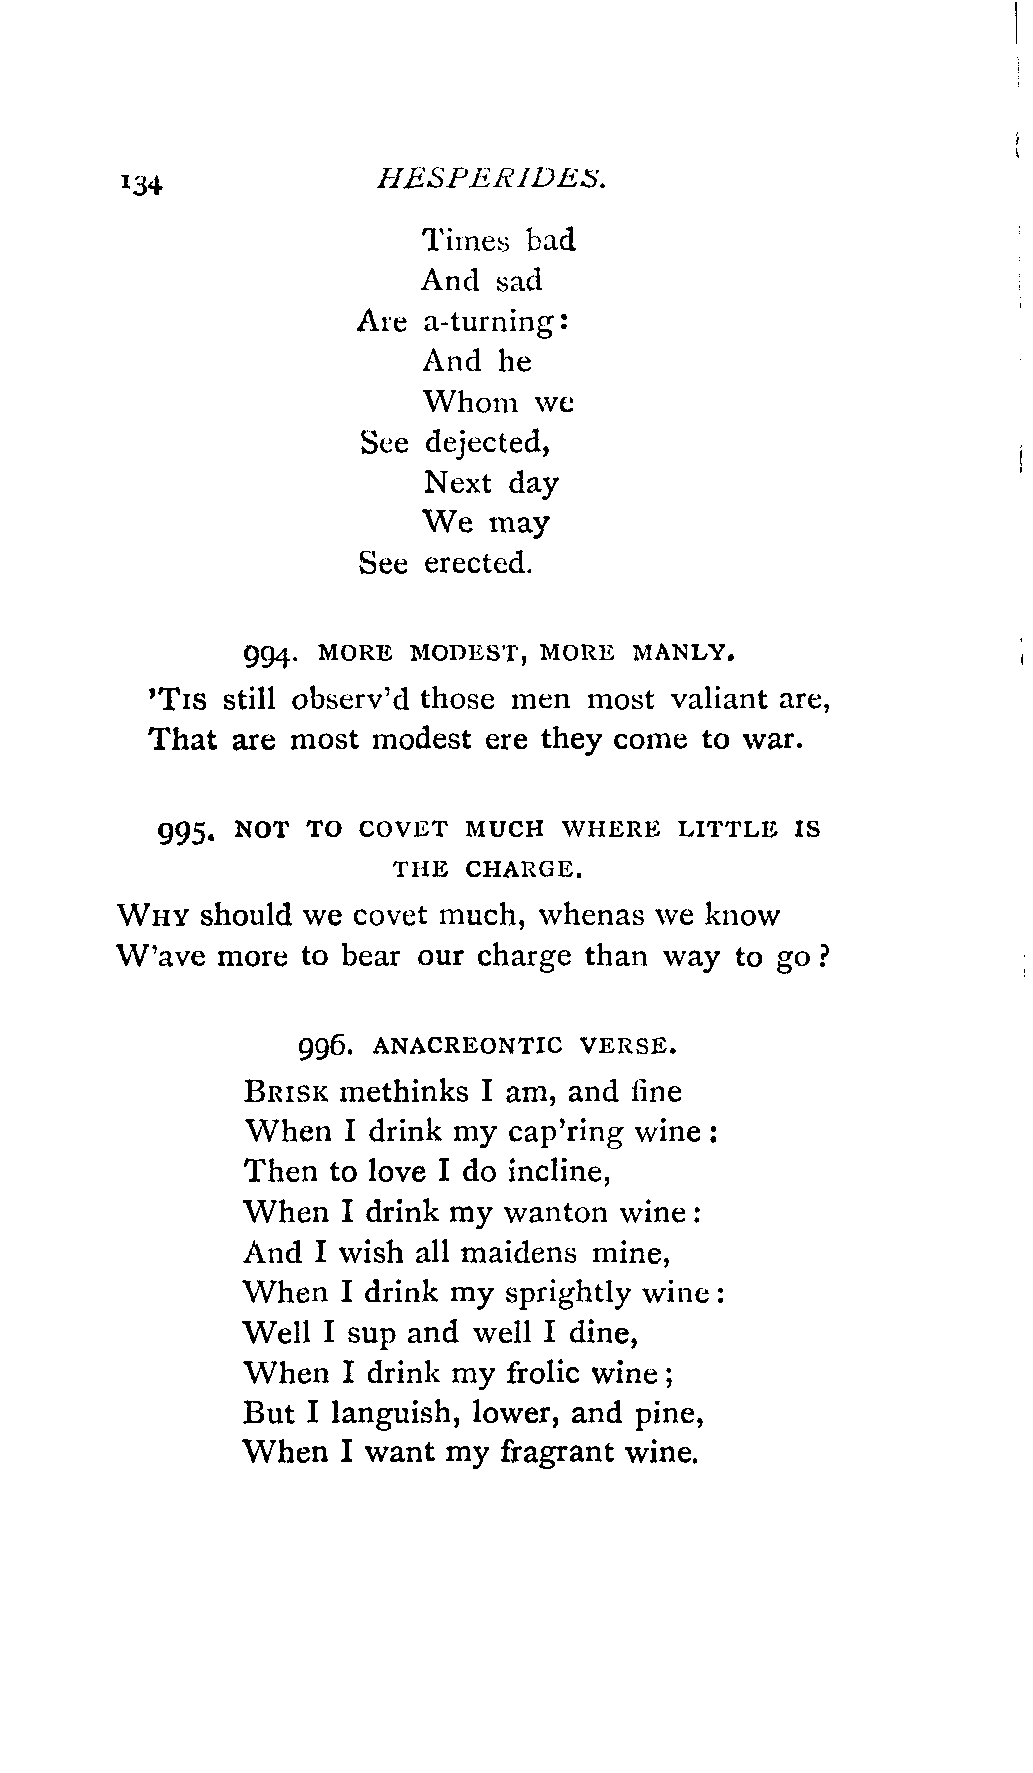 134 HESPERIDES.
Times bad
And sad
Are a-turning:
And he
Whom we
See dejected,
Next day
We may
See erected.
994. MORE MODEST, MORE MANLY.
'TIS still observ'd those men most valiant are,
That are most modest ere they come to war.
995. NOT TO COVET MUCH WHERE LITTLE IS
THE CHARGE.
WHY should we covet much, whenas we know
W'ave more to bear our charge than way to go?
996. ANACREONTIC VERSE.
BRISK methinks I am, and fine
When I drink my cap'ring wine:
Then to love I do incline,
When I drink my wanton wine:
And I wish all maidens mine,
When I drink my sprightly wine:
Well I sup and well I dine,
When I drink my frolic wine;
But I languish, lower, and pine,
When I want my fragrant wine.